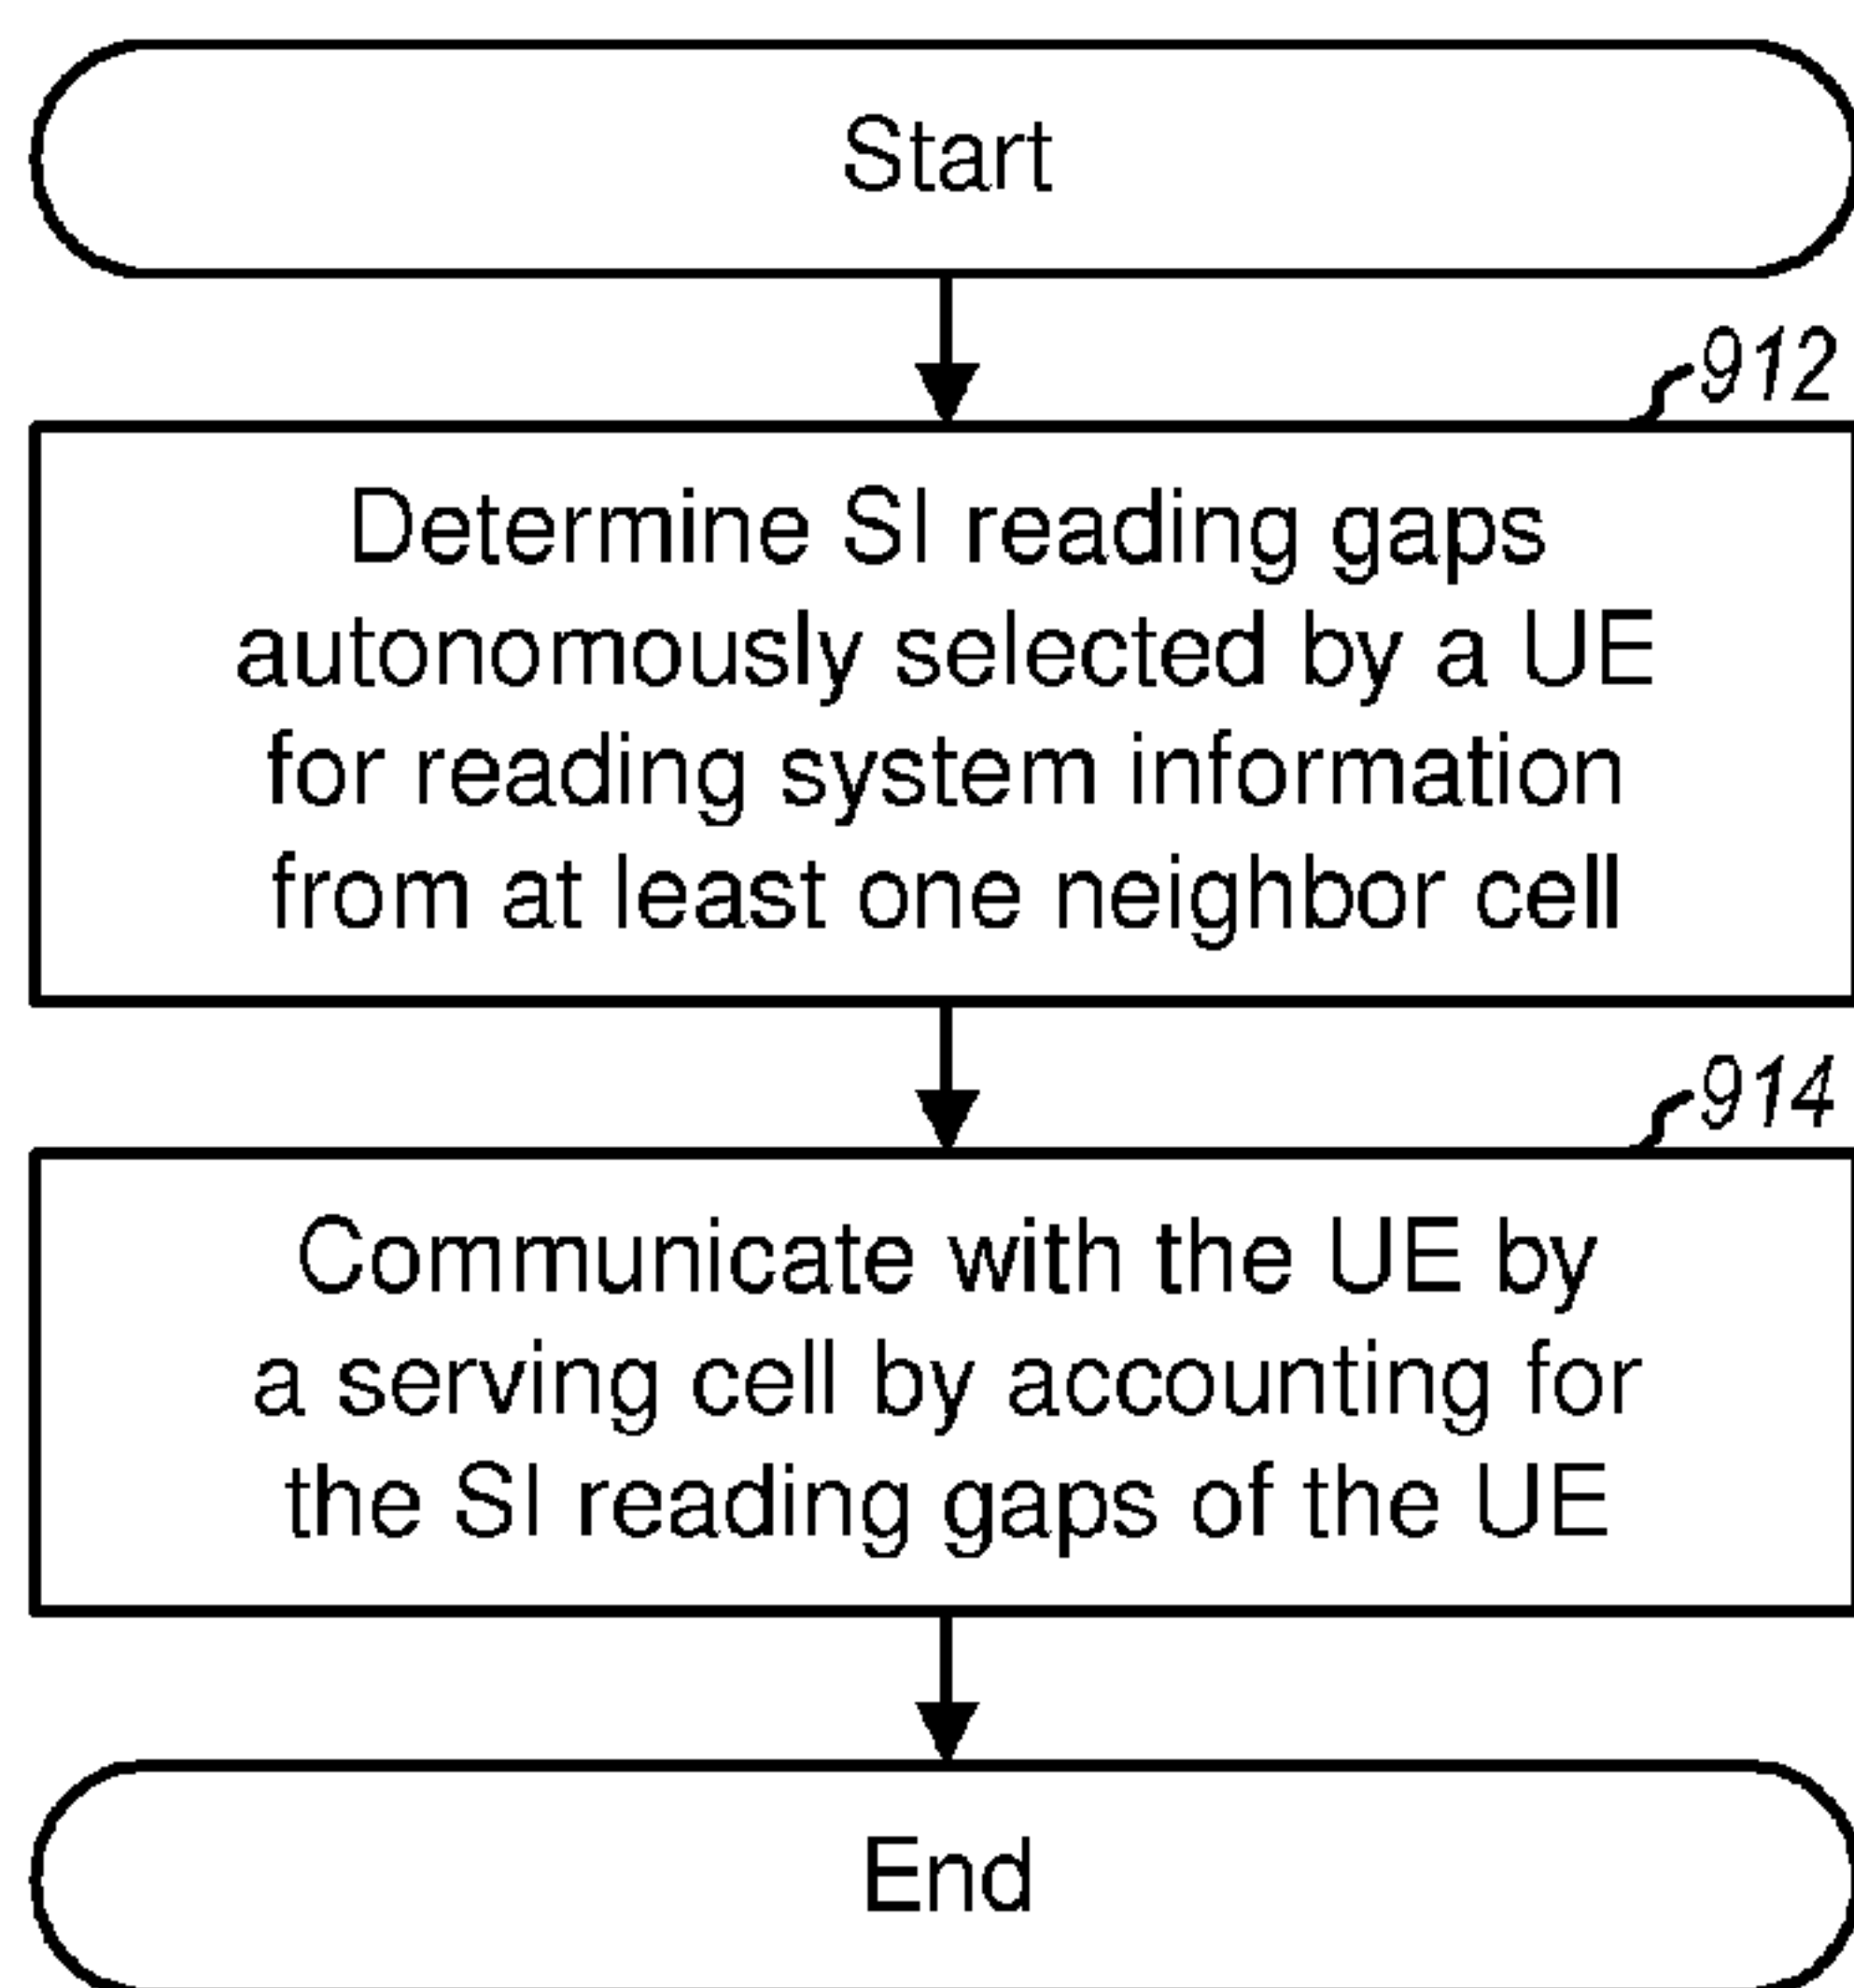 Start
912
Determine SI reading gaps
autonomously selected by a UE
for reading system information
from at least one neighbor cell
914
Communicate with the UE by
a serving cell by accounting for
the SI reading gaps of the UE
End